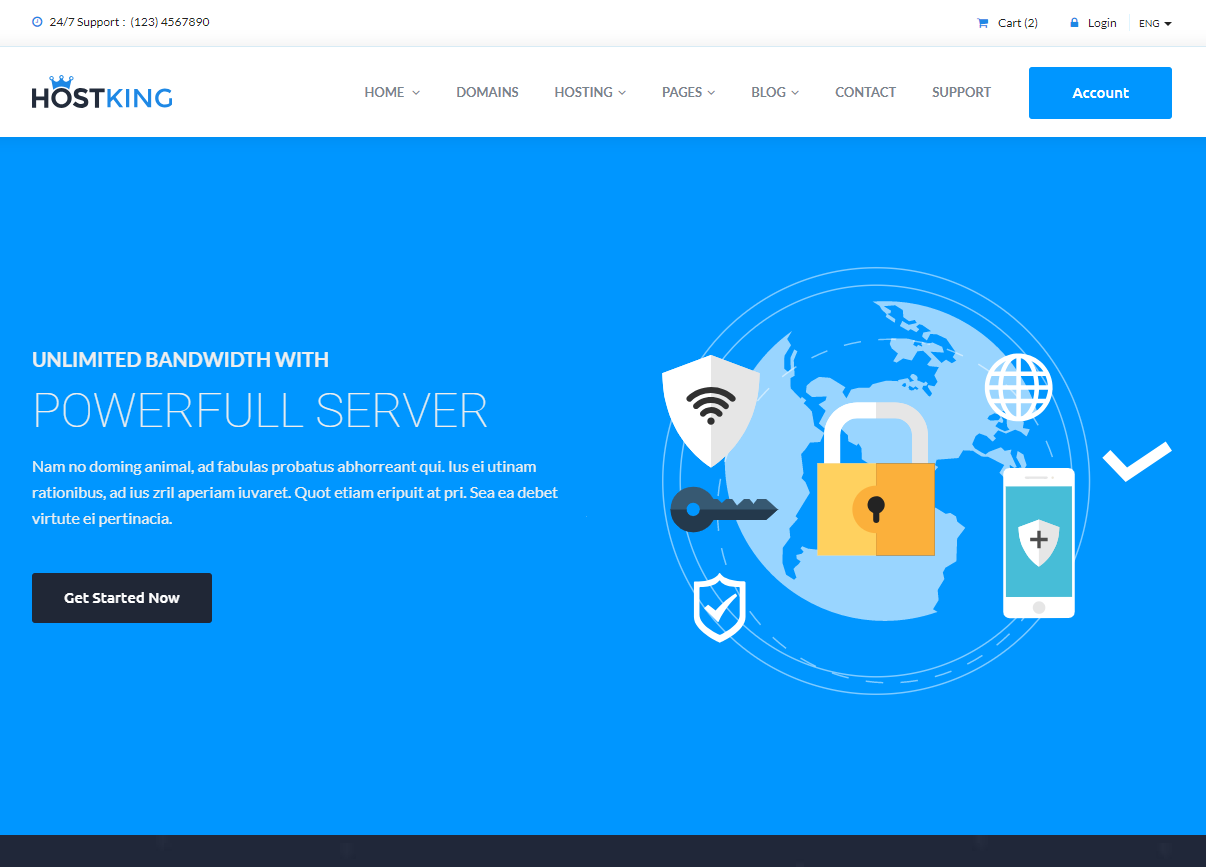 24/7 Support : (123) 4567890
Cart (2)
Login
ENG
HOSTKING
HOME
DOMAINS
HOSTING
PAGES
BLOG
CONTACT
SUPPORT
Account
UNLIMITED BANDWIDTH WITH
POWERFULL SERVER
Nam no doming animal, ad fabulas probatus abhorreant qui. Ius ei utinam
rationibus, ad ius zril aperiam iuvaret. Quot etiam eripuit at pri. Sea ea debet
virtute ei pertinacia.
Get Started Now